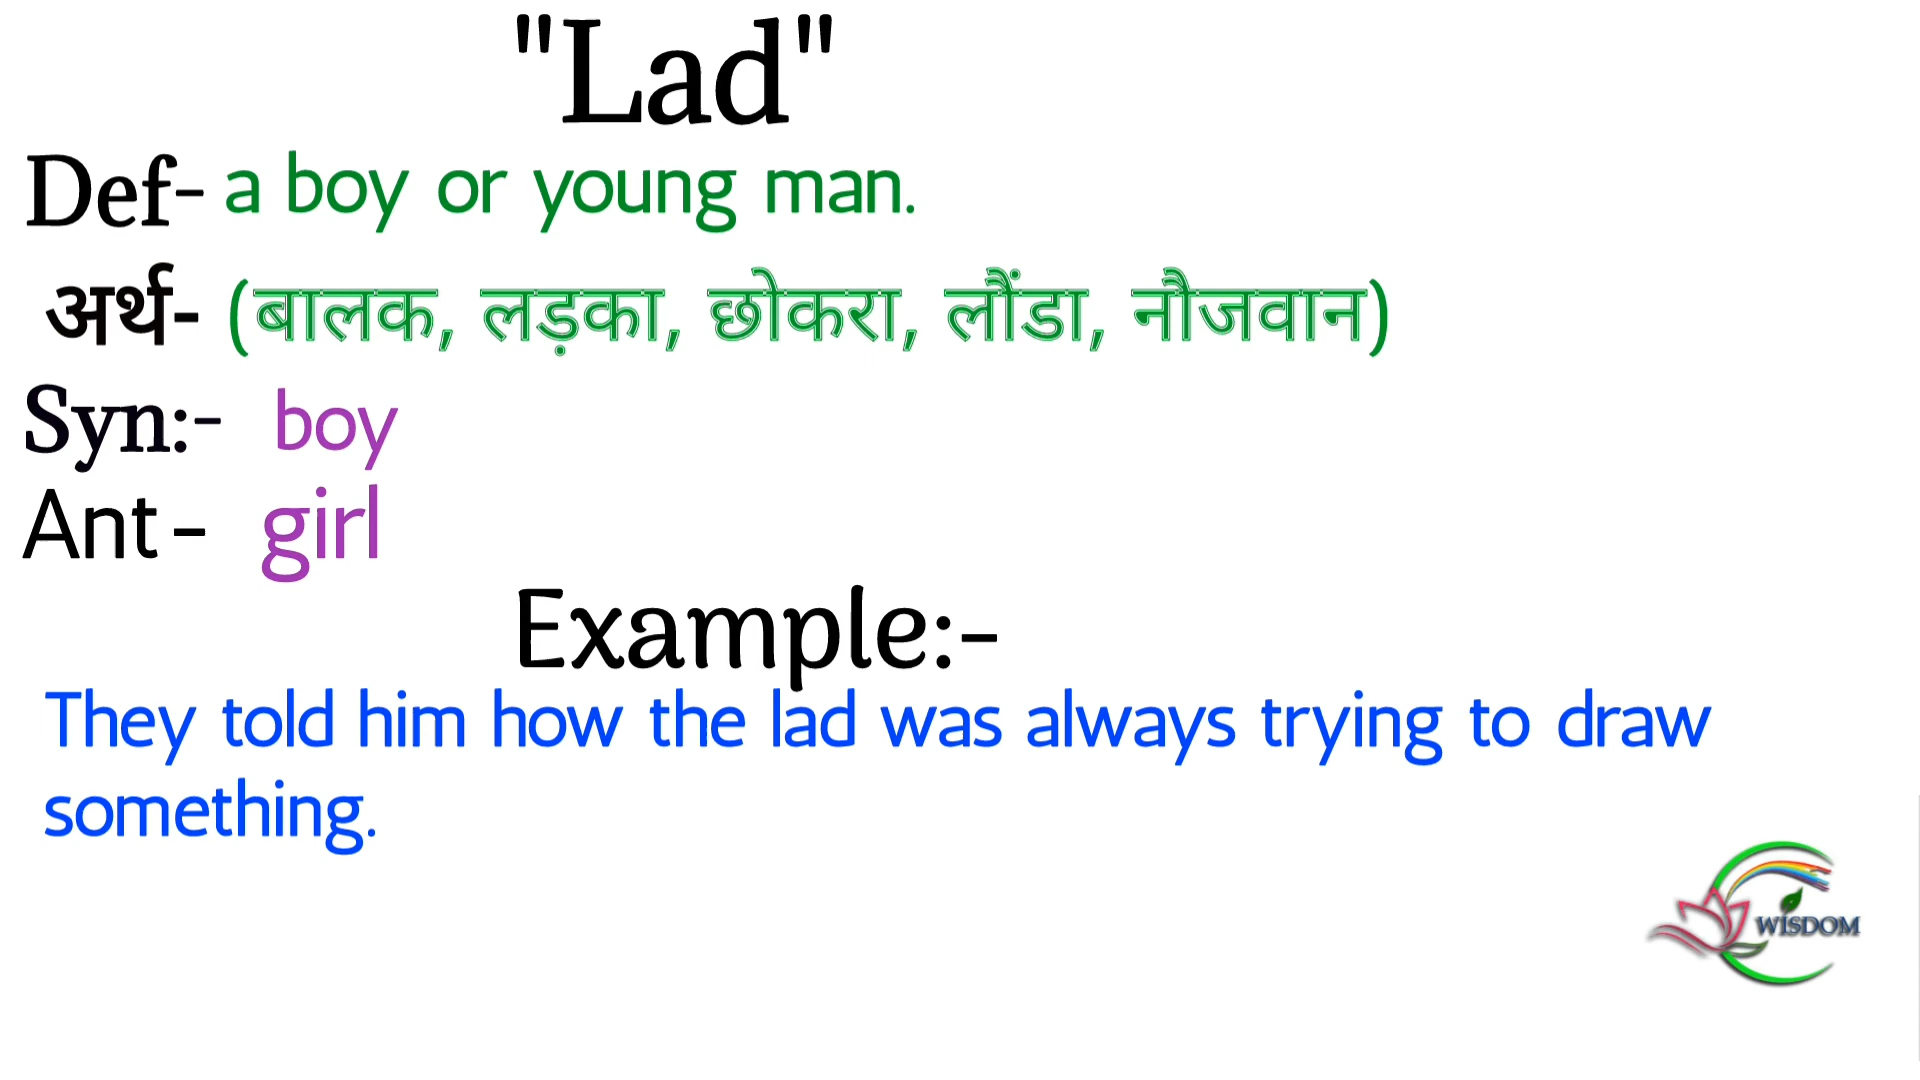 "Lad"
Def- a boy or young man.
अर्थ- (बालक, लड़का, छोकरा, लौंडा, नौजवान)
Syn:- boy
Ant- girl
Example:-
They told him how the lad was always trying to draw
something.
WISDOM